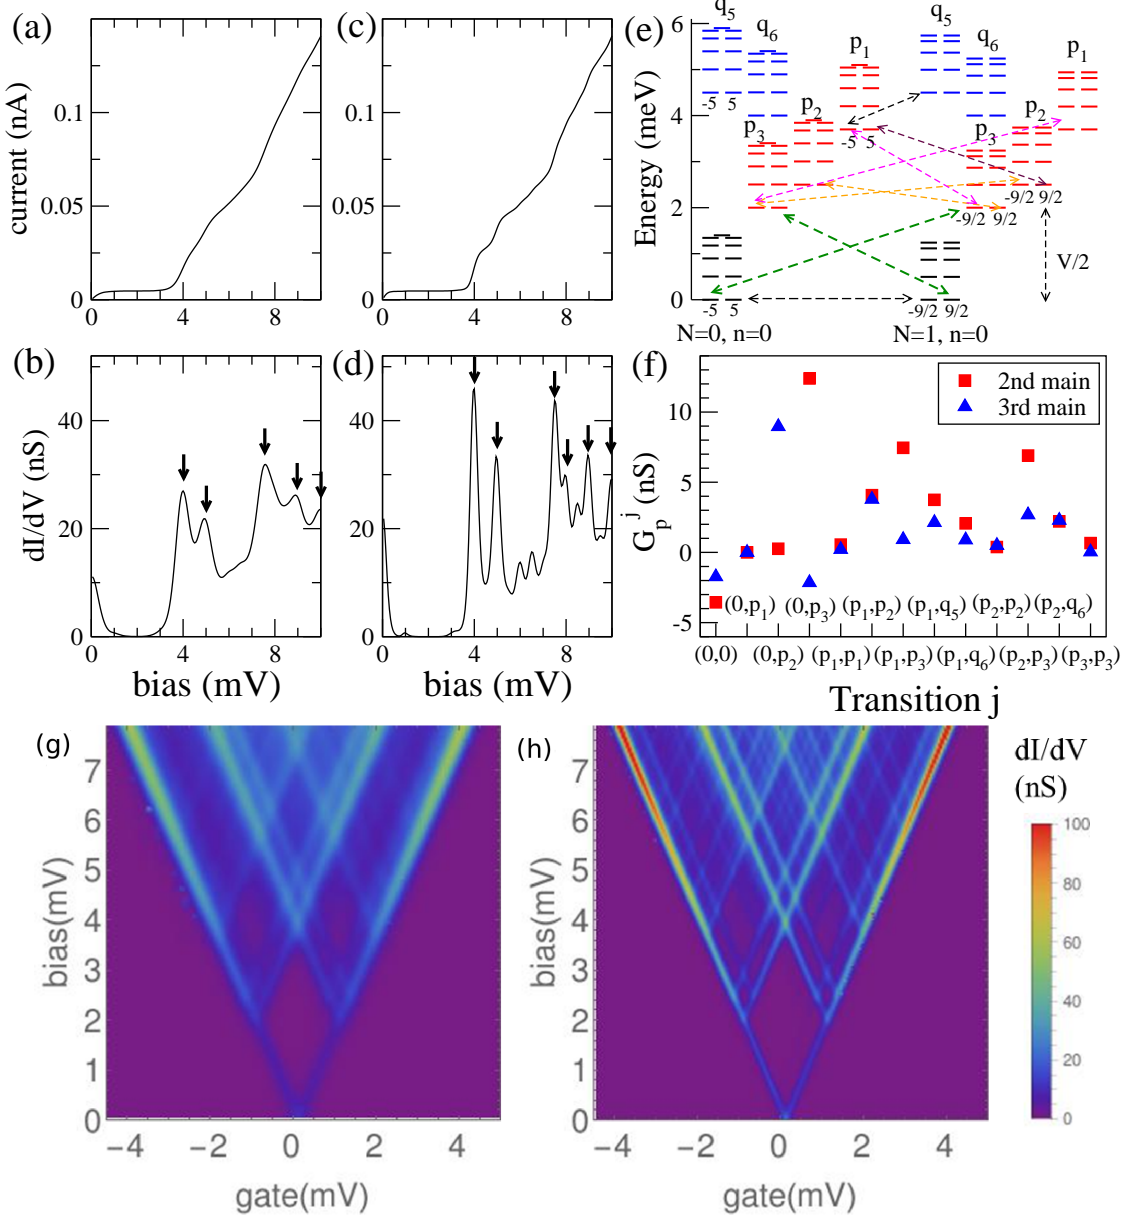 (a)
current (nA)
0.1
0.05
0
0 4 8
(c)
0.1
0.05
0
0 4 8
(e)
Energy (meV)
6
4
2
0
q5
q6
p1
p2
p3
-5 5
-5 5
-5 5
q5
q6
p1
p2
p3
-9/2 9/2
-9/2 9/2
-9/2 9/2
V/2
N=0, n=0
N=1, n=0
(b)
dI/dV (nS)
40
20
0
0 4 8
bias (mV)
(d)
40
20
0
0 4 8
bias (mV)
(f)
2nd main
3rd main
G_p^j (nS)
10
5
0
-5
(0,p1) (0,p3) (p1,p2) (p1,q5) (p2,p2) (p2,q6)
(0,0) (0,p2) (p1,p1) (p1,p3) (p1,q6) (p2,p3) (p3,p3)
Transition j
(g)
bias(mV)
7
6
5
4
3
2
1
0
−4 −2 0 2 4
gate(mV)
(h)
bias(mV)
7
6
5
4
3
2
1
0
−4 −2 0 2 4
gate(mV)
dI/dV
(nS)
100
80
60
40
20
0